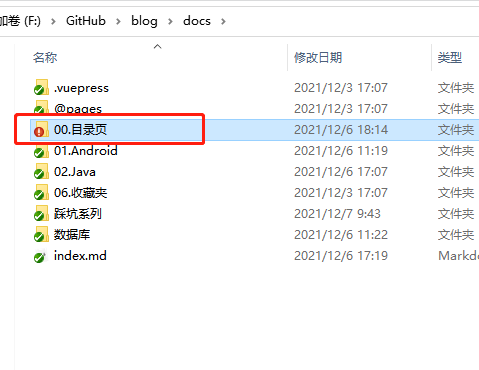 加卷 (F:) > GitHub > blog > docs >
名称 修改日期 类型
.vuepress 2021/12/3 17:07 文件夹
@pages 2021/12/3 17:07 文件夹
00.目录页 2021/12/6 18:14 文件夹
01.Android 2021/12/6 11:19 文件夹
02.Java 2021/12/3 17:07 文件夹
06.收藏夹 2021/12/3 17:07 文件夹
踩坑系列 2021/12/7 9:43 文件夹
数据库 2021/12/6 11:22 文件夹
index.md 2021/12/6 17:19 Markd